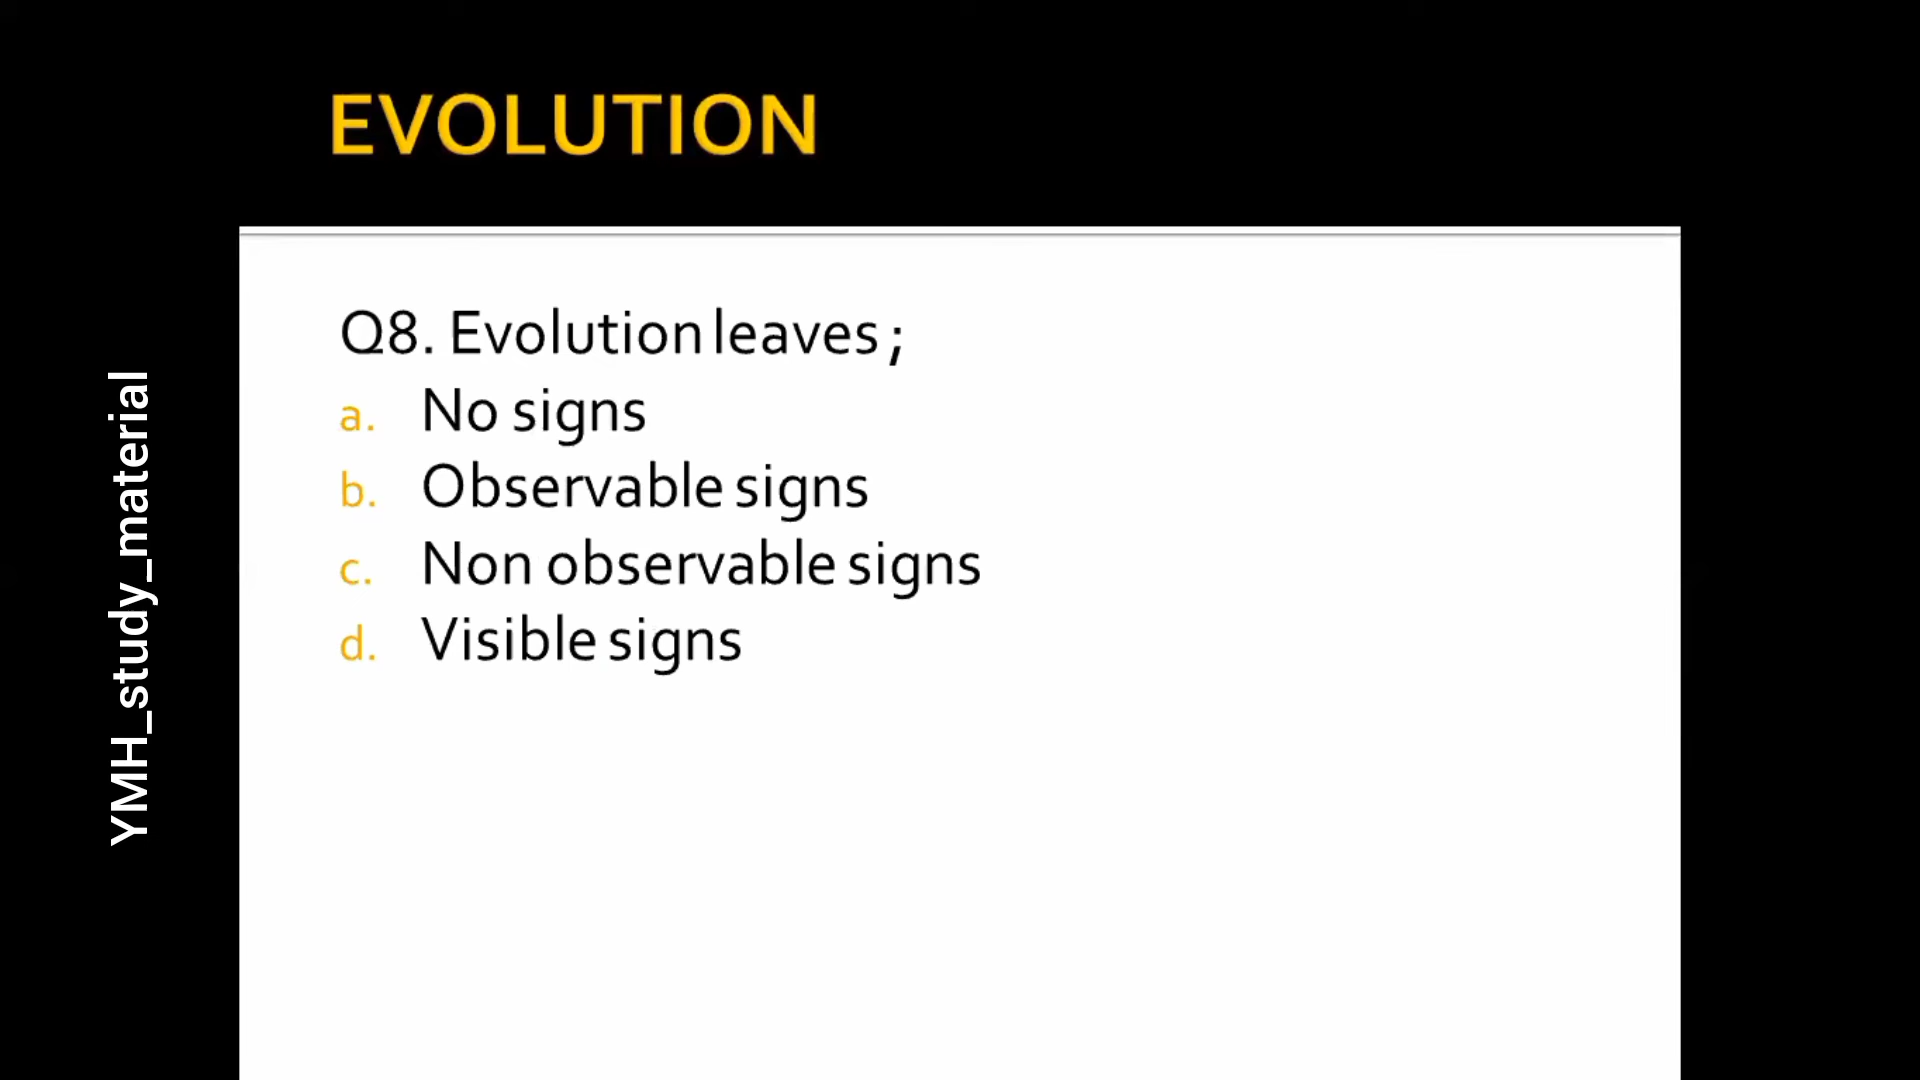 EVOLUTION
Q8. Evolution leaves ;
a. No signs
b. Observable signs
c. Non observable signs
d. Visible signs
YMH_study_material